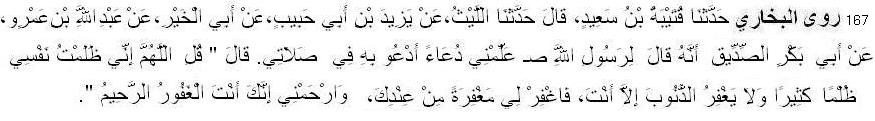 167 روى البخاري حَدَّثَنَا قُتَيْبَةُ بْنُ سَعِيدٍ، قَالَ حَدَّثَنَا اللَّيْثُ،عَنْ يَزِيدَ بْنِ أَبِي حَبِيبٍ،عَنْ أَبِي الْخَيْرِ،عَنْ عَبْدِ اللَّهِ بْنِ عَمْرٍو،
عَنْ أَبِي بَكْرٍ الصِّدِّيقِ أَنَّهُ قَالَ لِرَسُولِ اللَّهِ صـ عَلِّمْنِي دُعَاءً أَدْعُو بِهِ فِي صَلاَتِي. قَالَ " قُلِ اللَّهُمَّ إِنِّي ظَلَمْتُ نَفْسِي
ظُلْمًا كَثِيرًا وَلاَ يَغْفِرُ الذُّنُوبَ إِلاَّ أَنْتَ، فَاغْفِرْ لِي مَغْفِرَةً مِنْ عِنْدِكَ، وَارْحَمْنِي إِنَّكَ أَنْتَ الْغَفُورُ الرَّحِيمُ ".